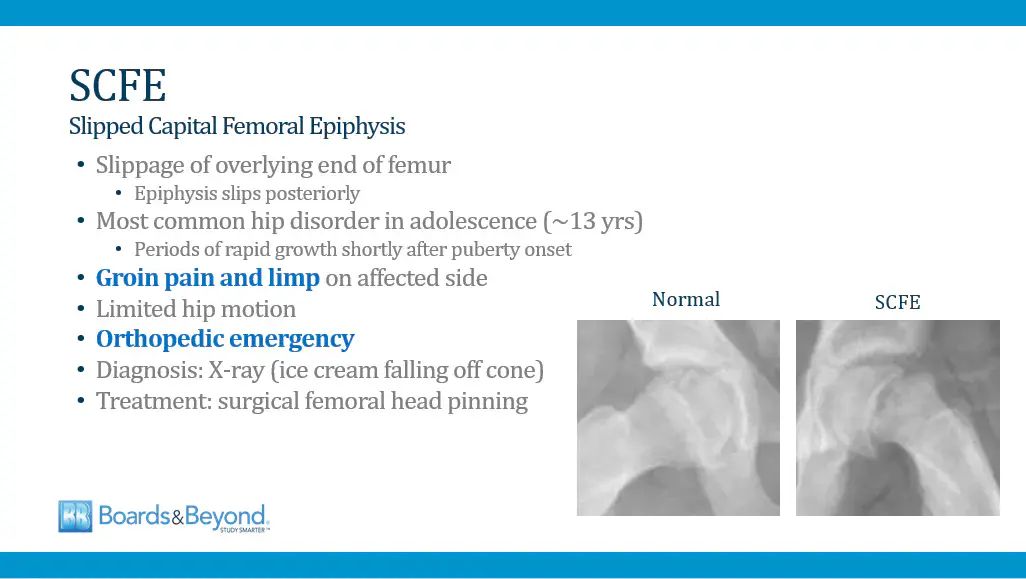 SCFE
Slipped Capital Femoral Epiphysis
• Slippage of overlying end of femur
• Epiphysis slips posteriorly
• Most common hip disorder in adolescence (~13 yrs)
• Periods of rapid growth shortly after puberty onset
• Groin pain and limp on affected side
• Limited hip motion
• Orthopedic emergency
• Diagnosis: X-ray (ice cream falling off cone)
• Treatment: surgical femoral head pinning
Normal
SCFE
BB Boards&Beyond.
STUDY SMARTER™